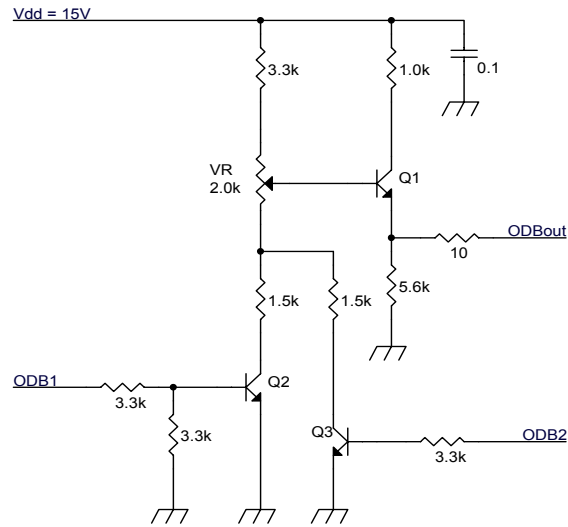 Vdd = 15V
3.3k
1.0k
0.1
VR
2.0k
Q1
ODBout
10
1.5k
1.5k
5.6k
ODB1
3.3k
Q2
3.3k
Q3
ODB2
3.3k